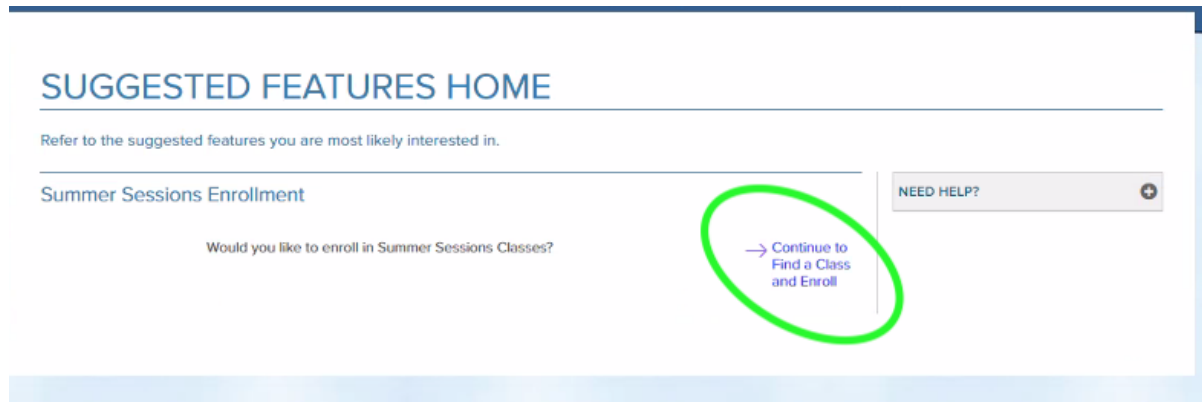 SUGGESTED FEATURES HOME
Refer to the suggested features you are most likely interested in.
Summer Sessions Enrollment
NEED HELP?
Would you like to enroll in Summer Sessions Classes?
Continue to
Find a Class
and Enroll